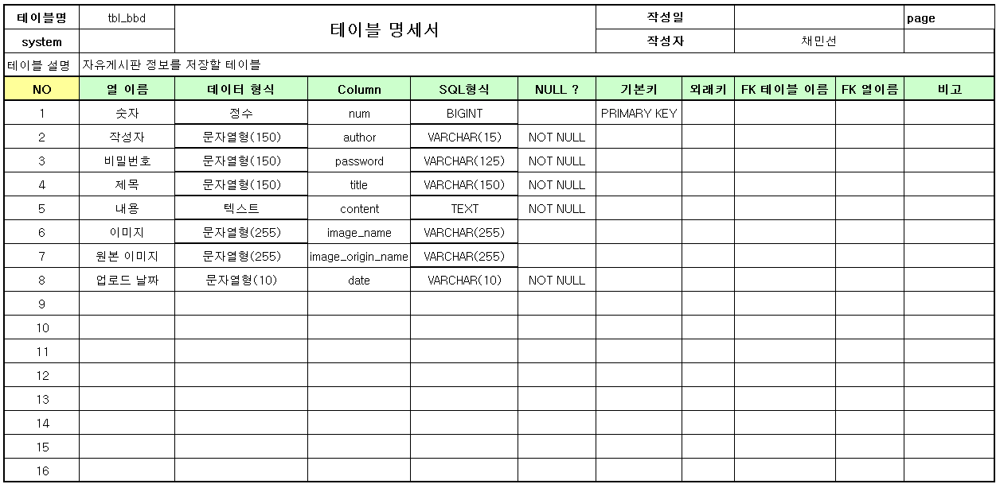 테이블명 tbl_bbd 테이블 명세서 작성일 page
system 작성자 채민선
테이블 설명 자유게시판 정보를 저장할 테이블
NO 열 이름 데이터 형식 Column SQL형식 NULL ? 기본키 외래키 FK 테이블 이름 FK 열이름 비고
1 숫자 정수 num BIGINT PRIMARY KEY
2 작성자 문자열형(150) author VARCHAR(15) NOT NULL
3 비밀번호 문자열형(150) password VARCHAR(125) NOT NULL
4 제목 문자열형(150) title VARCHAR(150) NOT NULL
5 내용 텍스트 content TEXT NOT NULL
6 이미지 문자열형(255) image_name VARCHAR(255)
7 원본 이미지 문자열형(255) image_origin_name VARCHAR(255)
8 업로드 날짜 문자열형(10) date VARCHAR(10) NOT NULL
9
10
11
12
13
14
15
16